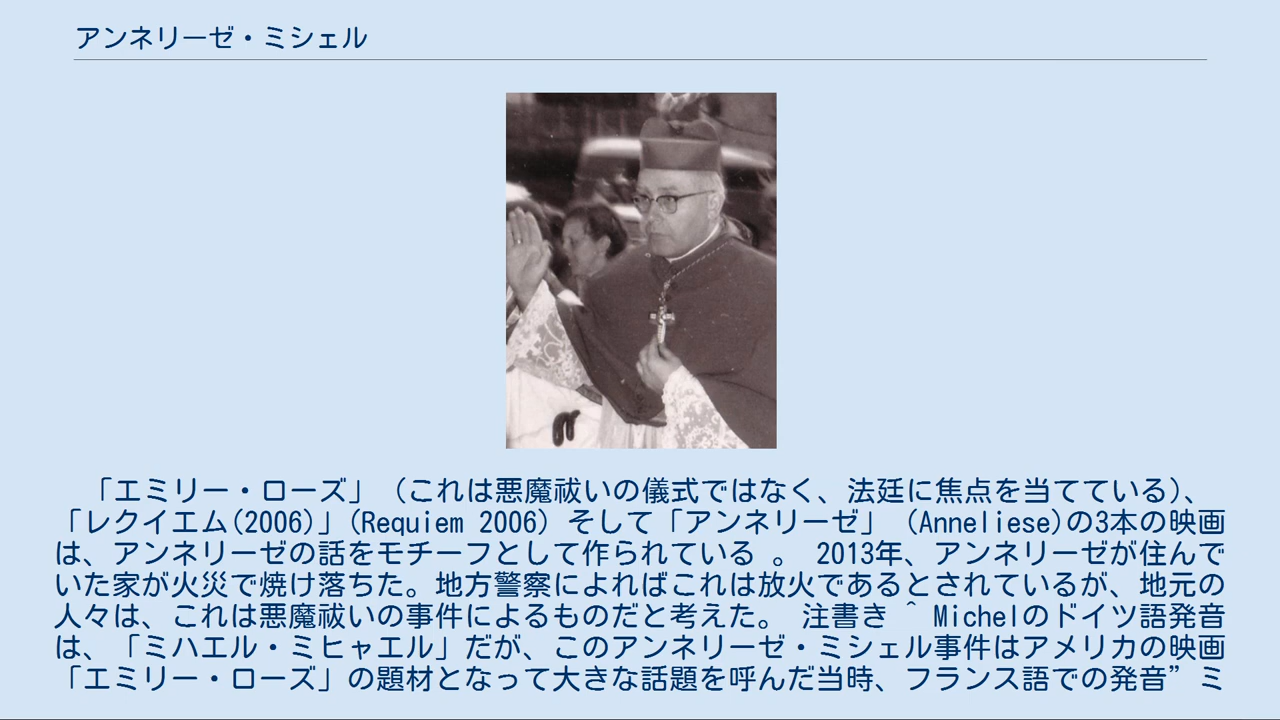 アンネリーゼ・ミシェル
「エミリー・ローズ」（これは悪魔祓いの儀式ではなく、法廷に焦点を当てている）、
「レクイエム(2006)」(Requiem 2006) そして「アンネリーゼ」 (Anneliese)の3本の映画
は、アンネリーゼの話をモチーフとして作られている 。 2013年、アンネリーゼが住んで
いた家が火災で焼け落ちた。地方警察によればこれは放火であるとされているが、地元の
人々は、これは悪魔祓いの事件によるものだと考えた。 注書き ＾ Michelのドイツ語発音
は、「ミハエル・ミヒャエル」だが、このアンネリーゼ・ミシェル事件はアメリカの映画
「エミリー・ローズ」の題材となって大きな話題を呼んだ当時、フランス語での発音”ミ